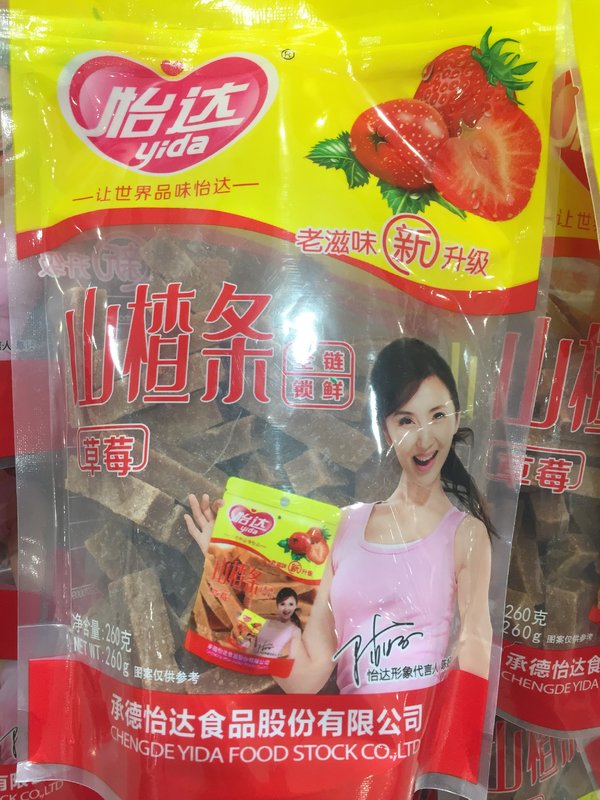 怡达
yida
®
让世界品味怡达
老滋味 新 升级
山楂条
全链
锁鲜
草莓
怡达
yida
山楂条
净含量: 260克
NET WT: 260g 图案仅供参考
怡达形象代言人
承德怡达食品股份有限公司
CHENGDE YIDA FOOD STOCK CO.,LTD
让世
山楂
草莓
260克
260g 图案仅供参考
承德怡达
CHENGDE YIDA